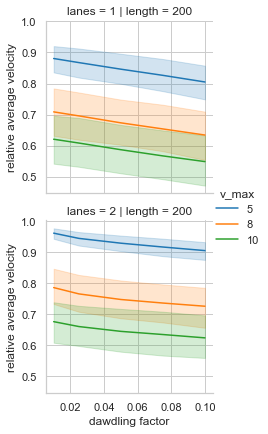 lanes = 1 | length = 200
1.0
0.9
0.8
0.7
0.6
0.5
relative average velocity
lanes = 2 | length = 200
1.0
0.9
0.8
0.7
0.6
0.5
relative average velocity
0.02 0.04 0.06 0.08 0.10
dawdling factor
v_max
5
8
10